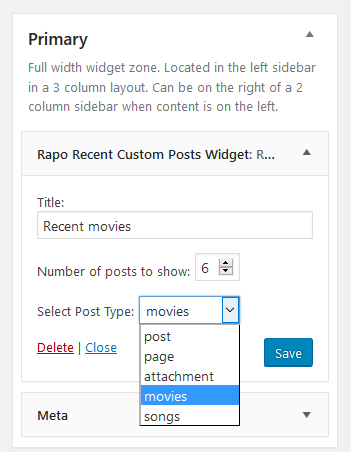 Primary
Full width widget zone. Located in the left sidebar
in a 3 column layout. Can be on the right of a 2
column sidebar when content is on the left.
Rapo Recent Custom Posts Widget: R...
Title:
Recent movies
Number of posts to show: 6
Select Post Type: movies
post
page
attachment
movies
songs
Delete | Close
Save
Meta